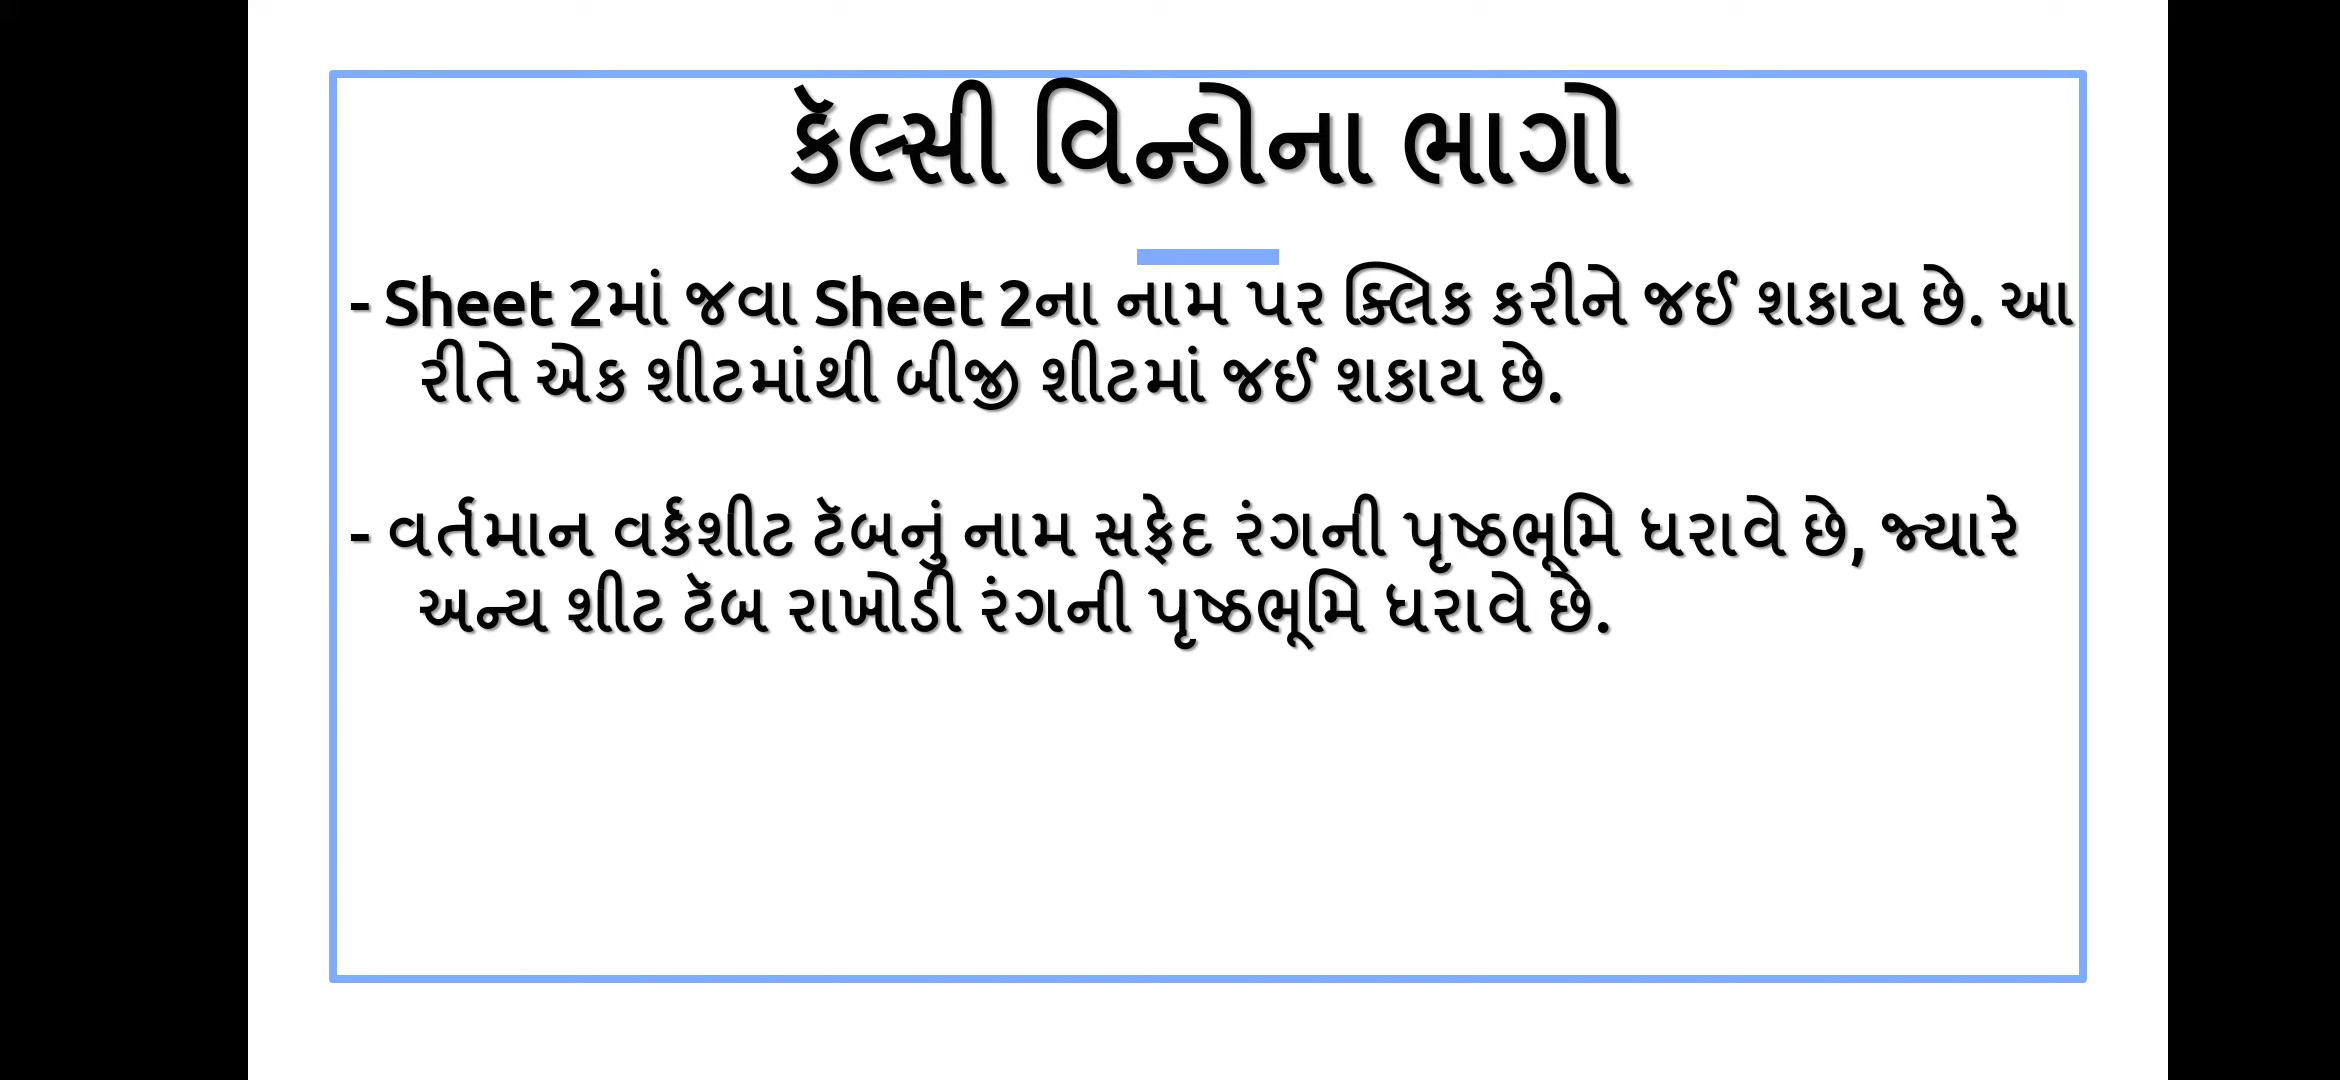 કૅલ્સી વિન્ડોના ભાગો
- Sheet 2માં જવા Sheet 2ના નામ પર ક્લિક કરીને જઈ શકાય છે. આ
રીતે એક શીટમાંથી બીજી શીટમાં જઈ શકાય છે.
- વર્તમાન વર્કશીટ ટૅબનું નામ સફેદ રંગની પૃષ્ઠભૂમિ ધરાવે છે, જ્યારે
અન્ય શીટ ટૅબ રાખોડી રંગની પૃષ્ઠભૂમિ ધરાવે છે.